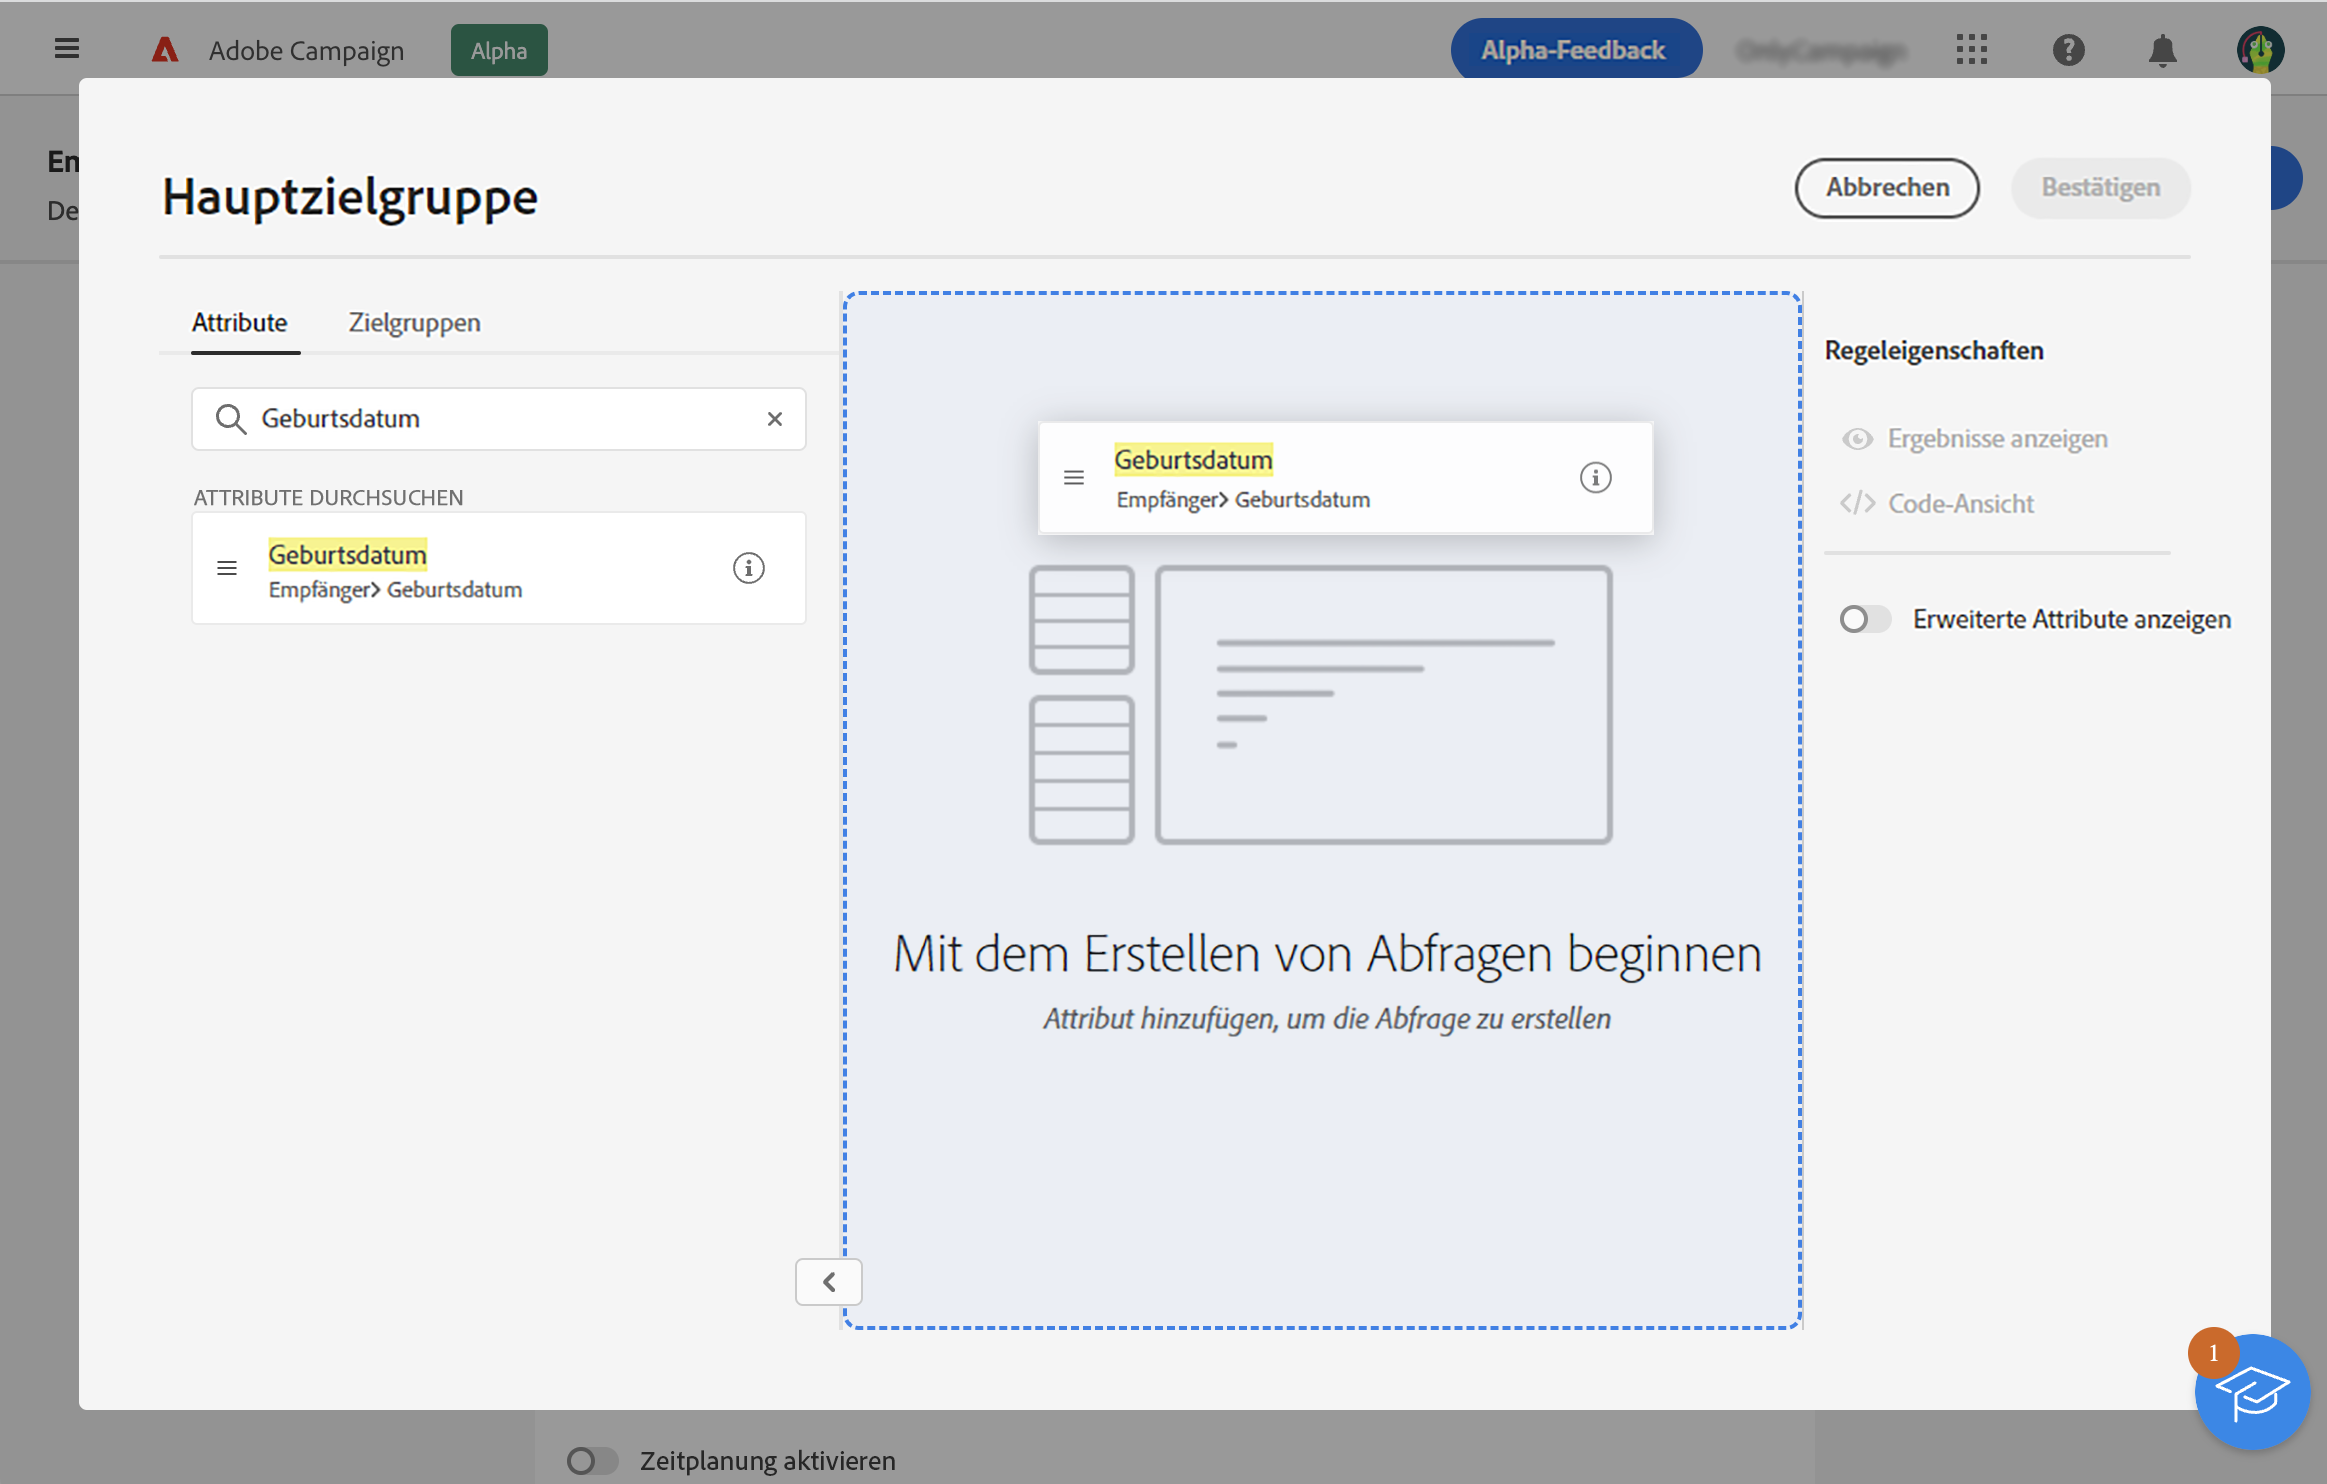 Adobe Campaign
Alpha
Alpha-Feedback
En
De
Hauptzielgruppe
Abbrechen
Bestätigen
Attribute
Zielgruppen
Geburtsdatum
ATTRIBUTE DURCHSUCHEN
Geburtsdatum
Empfänger> Geburtsdatum
Geburtsdatum
Empfänger> Geburtsdatum
Mit dem Erstellen von Abfragen beginnen
Attribut hinzufügen, um die Abfrage zu erstellen
Regeleigenschaften
Ergebnisse anzeigen
</> Code-Ansicht
Erweiterte Attribute anzeigen
1
Zeitplanung aktivieren